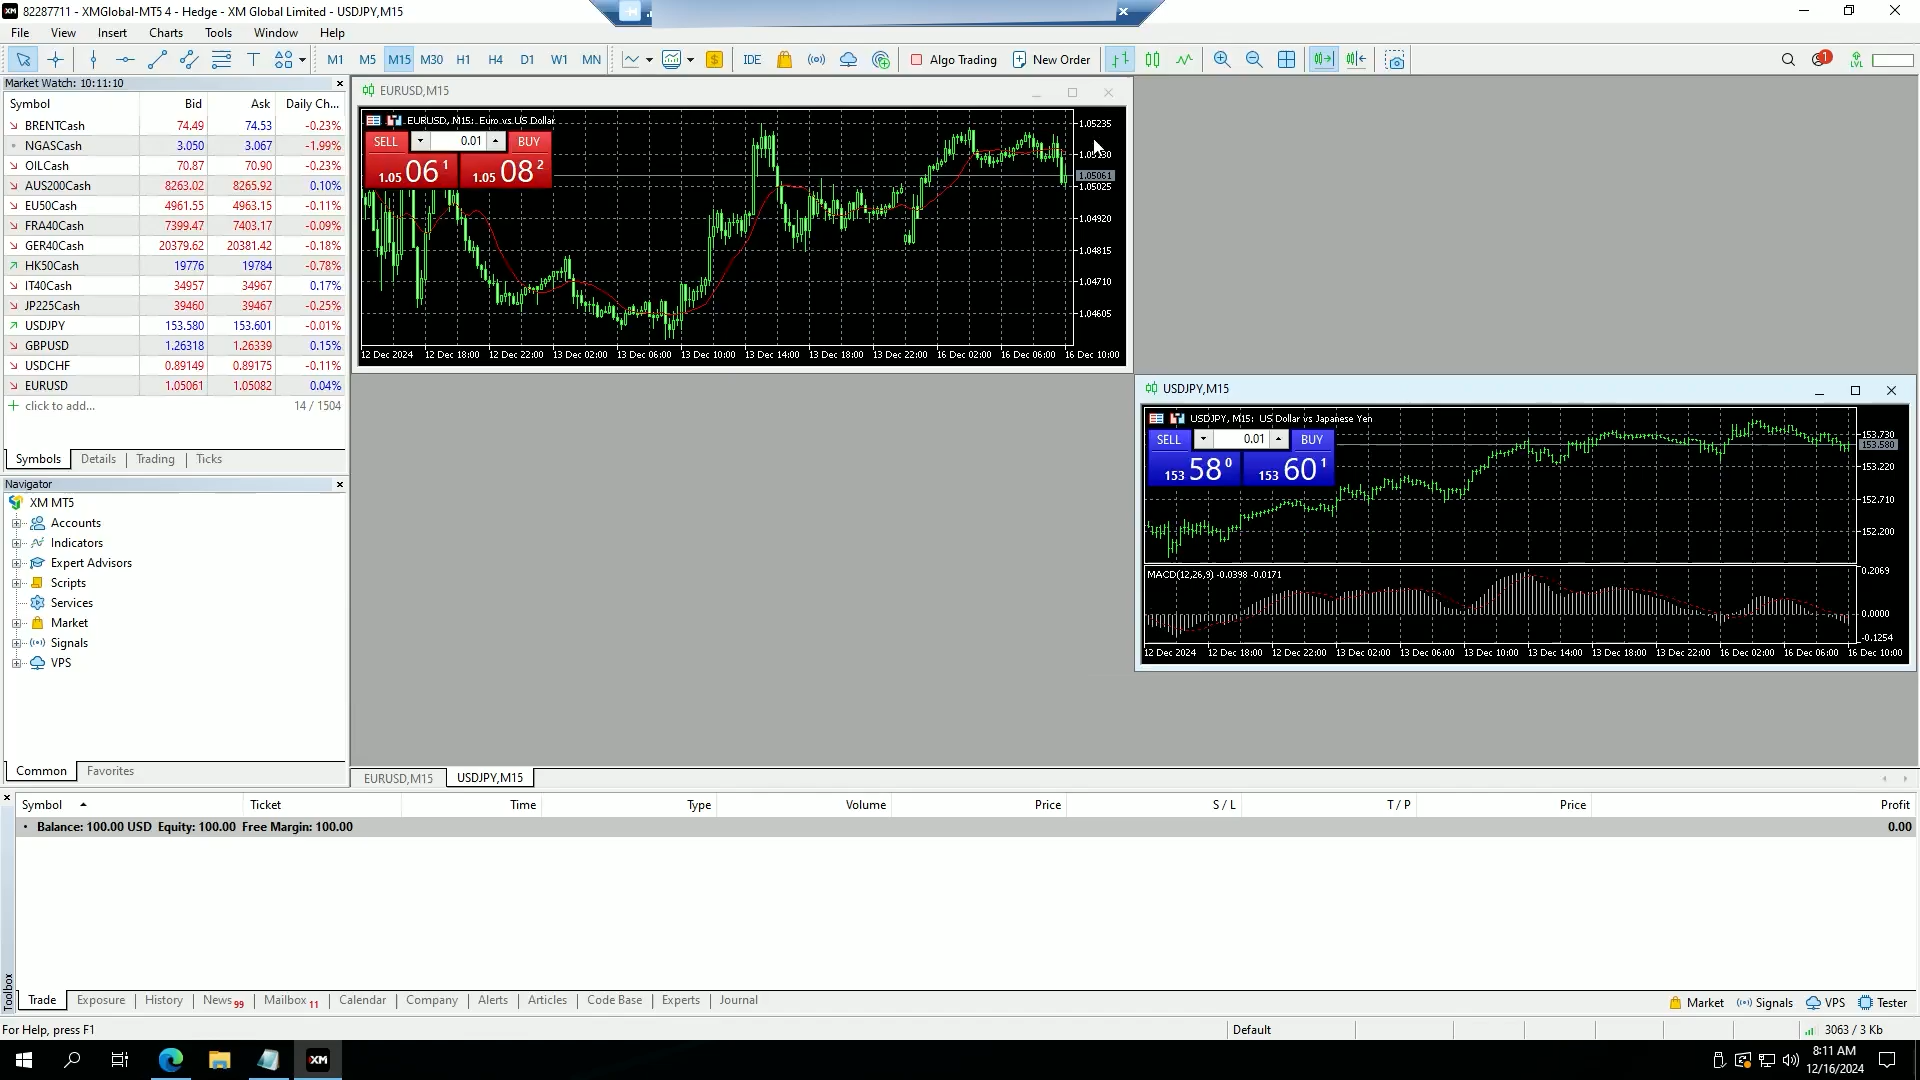 82287711 - XMGlobal-MT5 4 - Hedge - XM Global Limited - USDJPY,M15
File View Insert Charts Tools Window Help
M1 M5 M15 M30 H1 H4 D1 W1 MN IDE Algo Trading New Order 1 LVL
Market Watch: 10:11:10
Symbol Bid Ask Daily Ch...
BRENTCash 74.49 74.53 -0.23%
NGASCash 3.050 3.067 -1.99%
OILCash 70.87 70.90 -0.23%
AUS200Cash 8263.02 8265.92 0.10%
EU50Cash 4961.55 4963.15 -0.11%
FRA40Cash 7399.47 7403.17 -0.09%
GER40Cash 20379.62 20381.42 -0.18%
HK50Cash 19776 19784 -0.78%
IT40Cash 34957 34967 0.17%
JP225Cash 39460 39467 -0.25%
USDJPY 153.580 153.601 -0.01%
GBPUSD 1.26318 1.26339 0.15%
USDCHF 0.89149 0.89175 -0.11%
EURUSD 1.05061 1.05082 0.04%
click to add... 14 / 1504
Symbols Details Trading Ticks
Navigator
XM MT5
Accounts
Indicators
Expert Advisors
Scripts
Services
Market
Signals
VPS
Common Favorites
EURUSD,M15
EURUSD, M15: Euro vs US Dollar
SELL 0.01 BUY
1.05 06 1 1.05 08 2
1.05235
1.05061
1.05025
1.04920
1.04815
1.04710
1.04605
12 Dec 2024 12 Dec 18:00 12 Dec 22:00 13 Dec 02:00 13 Dec 06:00 13 Dec 10:00 13 Dec 14:00 13 Dec 18:00 13 Dec 22:00 16 Dec 02:00 16 Dec 06:00 16 Dec 10:00
USDJPY,M15
USDJPY, M15: US Dollar vs Japanese Yen
SELL 0.01 BUY
153 58 0 153 60 1
153.730
153.580
153.220
152.710
152.200
MACD(12,26,9) -0.0398 -0.0171
0.2069
0.0000
-0.1254
12 Dec 2024 12 Dec 18:00 12 Dec 22:00 13 Dec 02:00 13 Dec 06:00 13 Dec 10:00 13 Dec 14:00 13 Dec 18:00 13 Dec 22:00 16 Dec 02:00 16 Dec 06:00 16 Dec 10:00
EURUSD,M15 USDJPY,M15
Symbol Ticket Time Type Volume Price S / L T / P Price Profit
Balance: 100.00 USD Equity: 100.00 Free Margin: 100.00 0.00
Toolbox
Trade Exposure History News 99 Mailbox 11 Calendar Company Alerts Articles Code Base Experts Journal
Market Signals VPS Tester
For Help, press F1 Default 3063 / 3 Kb
XM
8:11 AM
12/16/2024